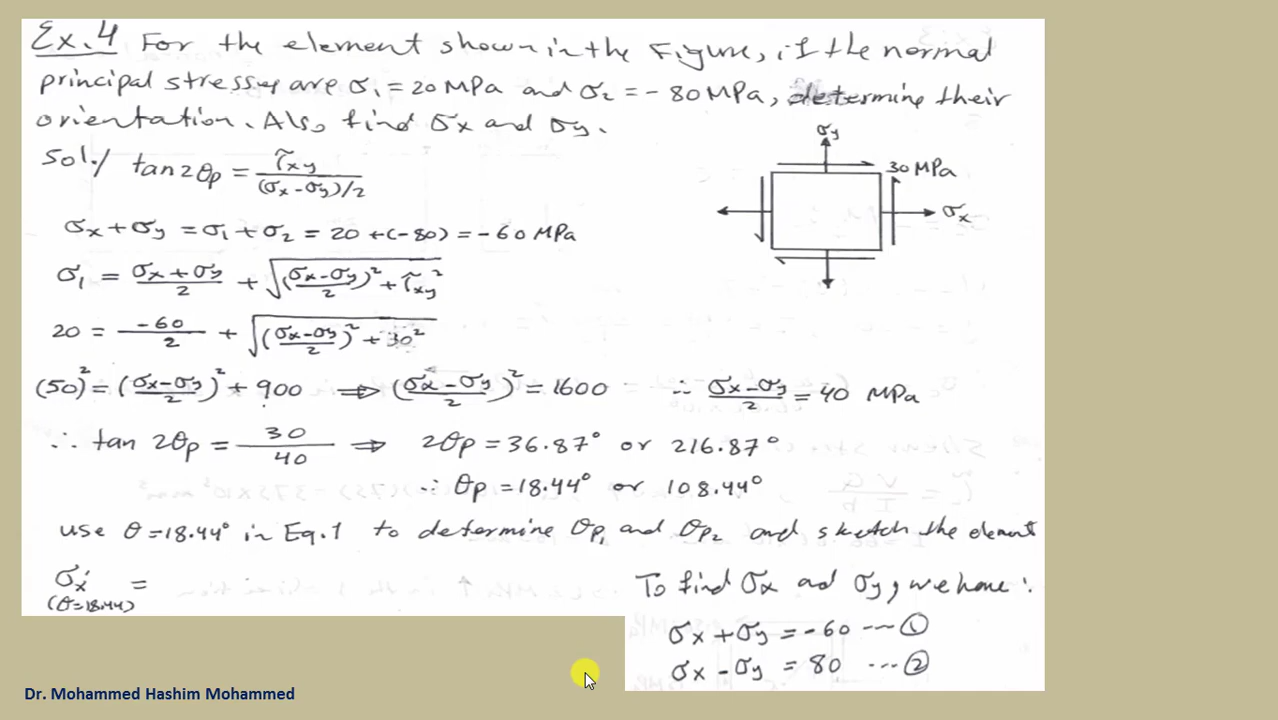 Ex.4 For the element shown in the Figure, if the normal
principal stresses are σ₁ = 20 MPa and σ₂ = - 80 MPa, determine their
orientation. Also find σx and σy.
σy
30 MPa
σx
Sol./ tan2θp = τxy / (σx-σy)/2
σx + σy = σ₁ + σ₂ = 20 + (-80) = - 60 MPa
σ₁ = (σx + σy)/2 + √((σx-σy)/2)² + τxy²
20 = -60/2 + √((σx-σy)/2)² + 30²
(50)² = ((σx-σy)/2)² + 900 ⇒ ((σx - σy)/2)² = 1600 ∴ (σx-σy)/2 = 40 MPa
∴ tan 2θp = 30/40 ⇒ 2θp = 36.87° or 216.87°
∴ θp = 18.44° or 108.44°
use θ = 18.44° in Eq.1 to determine θp₁ and θp₂ and sketch the element
σx' =
(θ=18.44)
To find σx and σy, we have:
σx + σy = -60 --- ①
σx - σy = 80 --- ②
Dr. Mohammed Hashim Mohammed